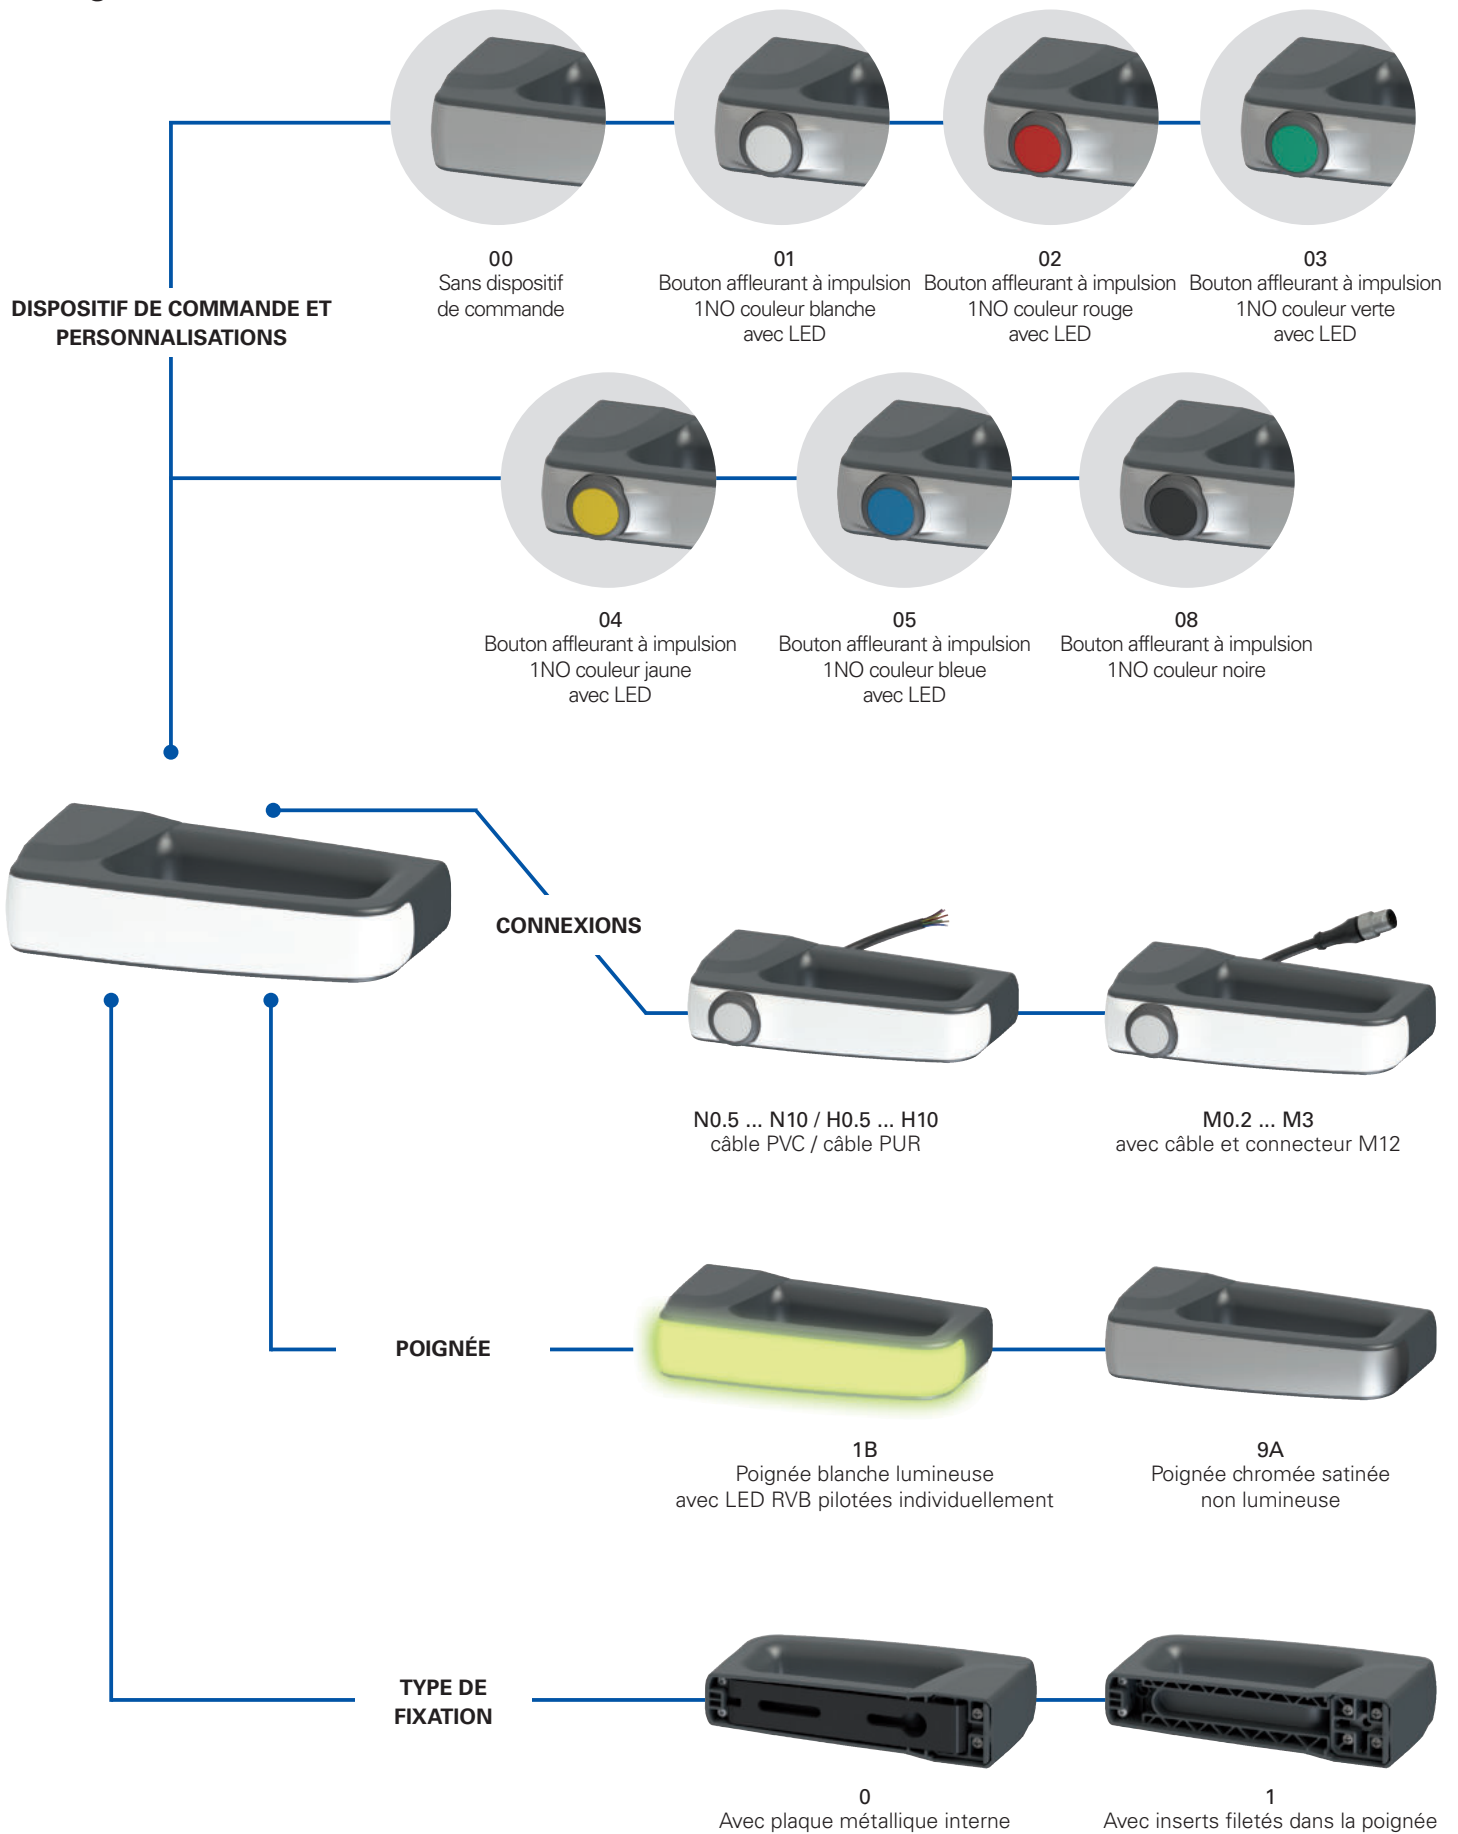 00
Sans dispositif
de commande
01
Bouton affleurant à impulsion
1NO couleur blanche
avec LED
02
Bouton affleurant à impulsion
1NO couleur rouge
avec LED
03
Bouton affleurant à impulsion
1NO couleur verte
avec LED
DISPOSITIF DE COMMANDE ET
PERSONNALISATIONS
04
Bouton affleurant à impulsion
1NO couleur jaune
avec LED
05
Bouton affleurant à impulsion
1NO couleur bleue
avec LED
08
Bouton affleurant à impulsion
1NO couleur noire
CONNEXIONS
N0.5 ... N10 / H0.5 ... H10
câble PVC / câble PUR
M0.2 ... M3
avec câble et connecteur M12
POIGNÉE
1B
Poignée blanche lumineuse
avec LED RVB pilotées individuellement
9A
Poignée chromée satinée
non lumineuse
TYPE DE
FIXATION
0
Avec plaque métallique interne
1
Avec inserts filetés dans la poignée